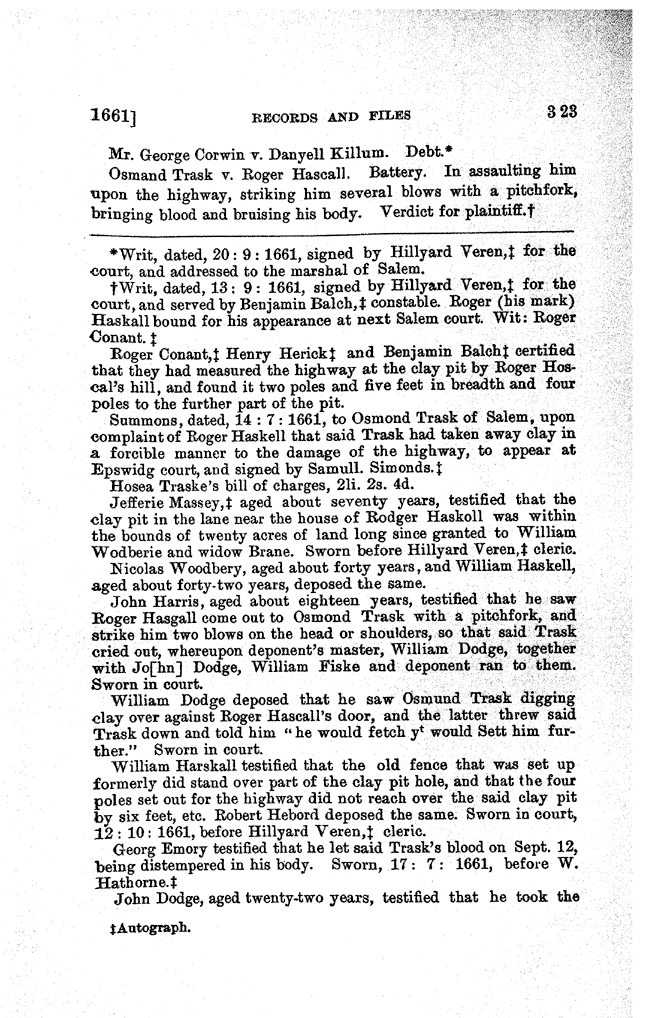 1661] RECORDS AND FILES 323
Mr. George Corwin v. Danyell Killum. Debt.*
Osmand Trask v. Roger Hascall. Battery. In assaulting him
upon the highway, striking him several blows with a pitchfork,
bringing blood and bruising his body. Verdict for plaintiff.†
*Writ, dated, 20 : 9 : 1661, signed by Hillyard Veren,‡ for the
court, and addressed to the marshal of Salem.
†Writ, dated, 13 : 9 : 1661, signed by Hillyard Veren,‡ for the
court, and served by Benjamin Balch,‡ constable. Roger (his mark)
Haskall bound for his appearance at next Salem court. Wit: Roger
Conant. ‡
Roger Conant,‡ Henry Herick‡ and Benjamin Balch‡ certified
that they had measured the highway at the clay pit by Roger Hos-
cal's hill, and found it two poles and five feet in breadth and four
poles to the further part of the pit.
Summons, dated, 14 : 7 : 1661, to Osmond Trask of Salem, upon
complaint of Roger Haskell that said Trask had taken away clay in
a forcible manner to the damage of the highway, to appear at
Epswidg court, and signed by Samull. Simonds.‡
Hosea Traske's bill of charges, 2li. 2s. 4d.
Jefferie Massey,‡ aged about seventy years, testified that the
clay pit in the lane near the house of Rodger Haskoll was within
the bounds of twenty acres of land long since granted to William
Wodberie and widow Brane. Sworn before Hillyard Veren,‡ cleric.
Nicolas Woodbery, aged about forty years, and William Haskell,
aged about forty-two years, deposed the same.
John Harris, aged about eighteen years, testified that he saw
Roger Hasgall come out to Osmond Trask with a pitchfork, and
strike him two blows on the head or shoulders, so that said Trask
cried out, whereupon deponent's master, William Dodge, together
with Jo[hn] Dodge, William Fiske and deponent ran to them.
Sworn in court.
William Dodge deposed that he saw Osmund Trask digging
clay over against Roger Hascall's door, and the latter threw said
Trask down and told him "he would fetch yᵗ would Sett him fur-
ther." Sworn in court.
William Harskall testified that the old fence that was set up
formerly did stand over part of the clay pit hole, and that the four
poles set out for the highway did not reach over the said clay pit
by six feet, etc. Robert Hebord deposed the same. Sworn in court,
12 : 10 : 1661, before Hillyard Veren,‡ cleric.
Georg Emory testified that he let said Trask's blood on Sept. 12,
being distempered in his body. Sworn, 17 : 7 : 1661, before W.
Hathorne.‡
John Dodge, aged twenty-two years, testified that he took the
‡Autograph.